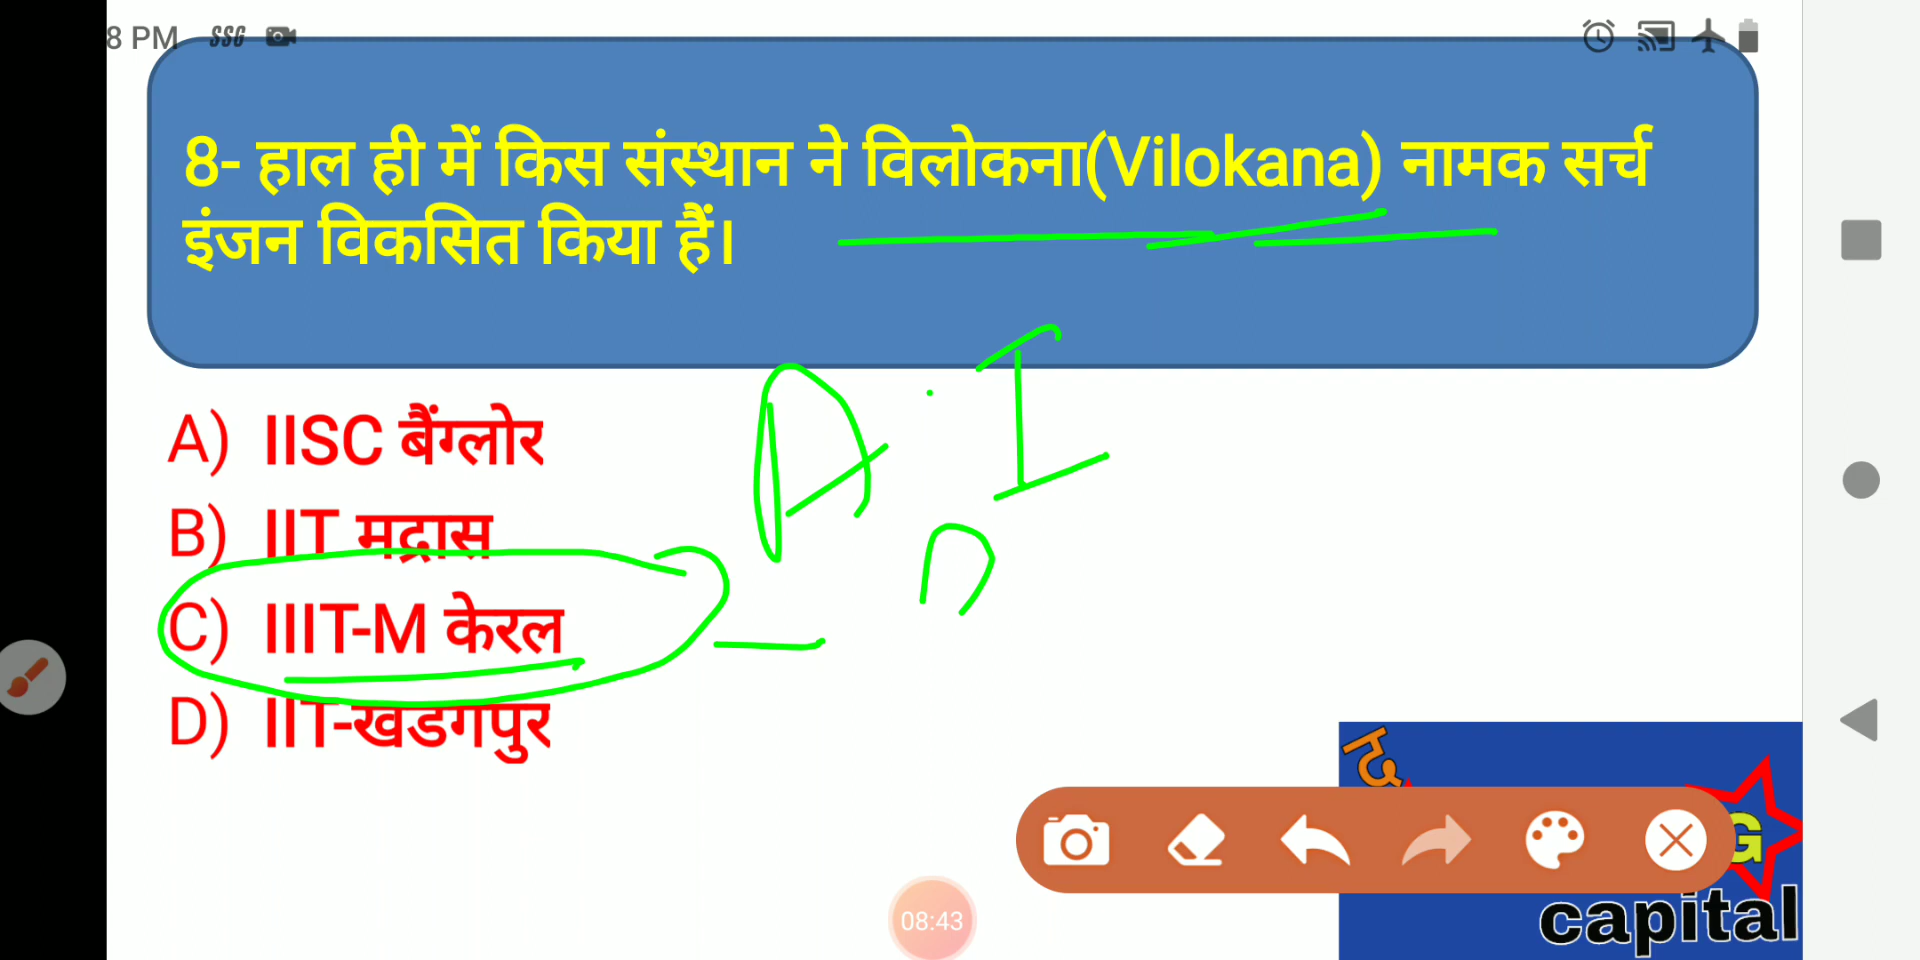 8 PM SSG
8- हाल ही में किस संस्थान ने विलोकना(Vilokana) नामक सर्च
इंजन विकसित किया हैं।
A.I
A) IISC बैंग्लोर
B) IIT मद्रास
C) IIIT-M केरल
D) IIT-खडगपुर
G
capital
08:43